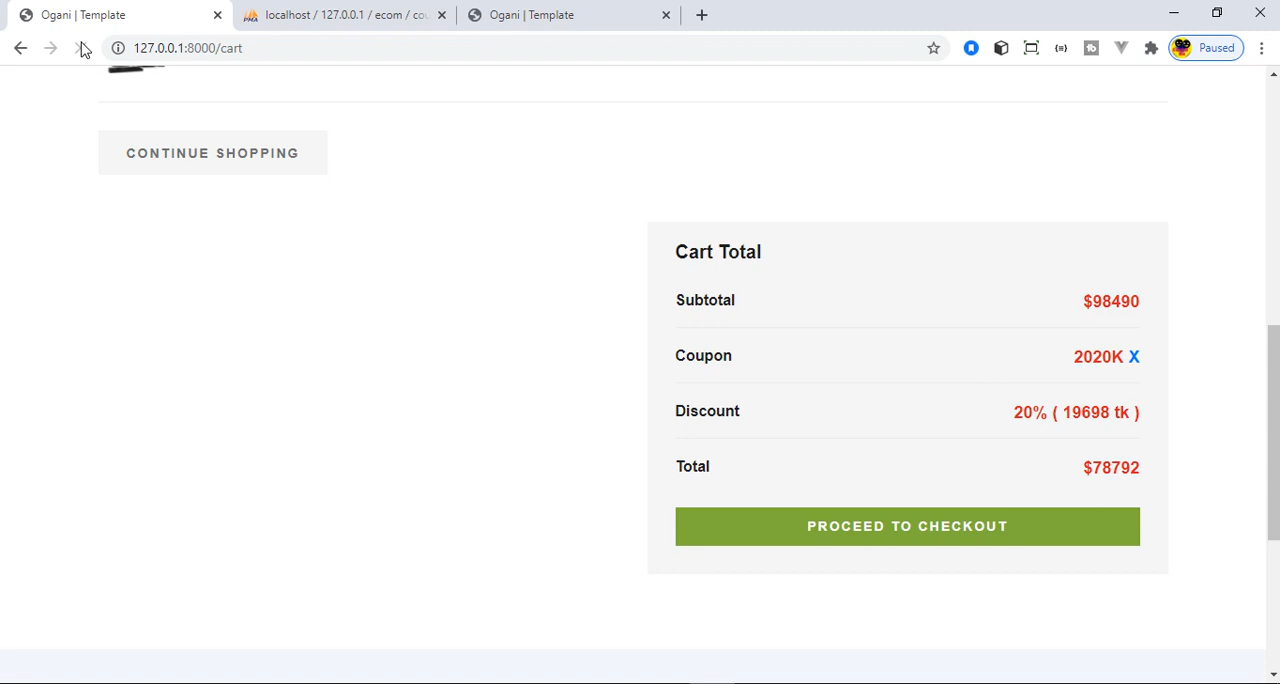 Ogani | Template
localhost / 127.0.0.1 / ecom / cou
Ogani | Template
127.0.0.1:8000/cart
Paused
CONTINUE SHOPPING
Cart Total
Subtotal $98490
Coupon 2020K X
Discount 20% ( 19698 tk )
Total $78792
PROCEED TO CHECKOUT